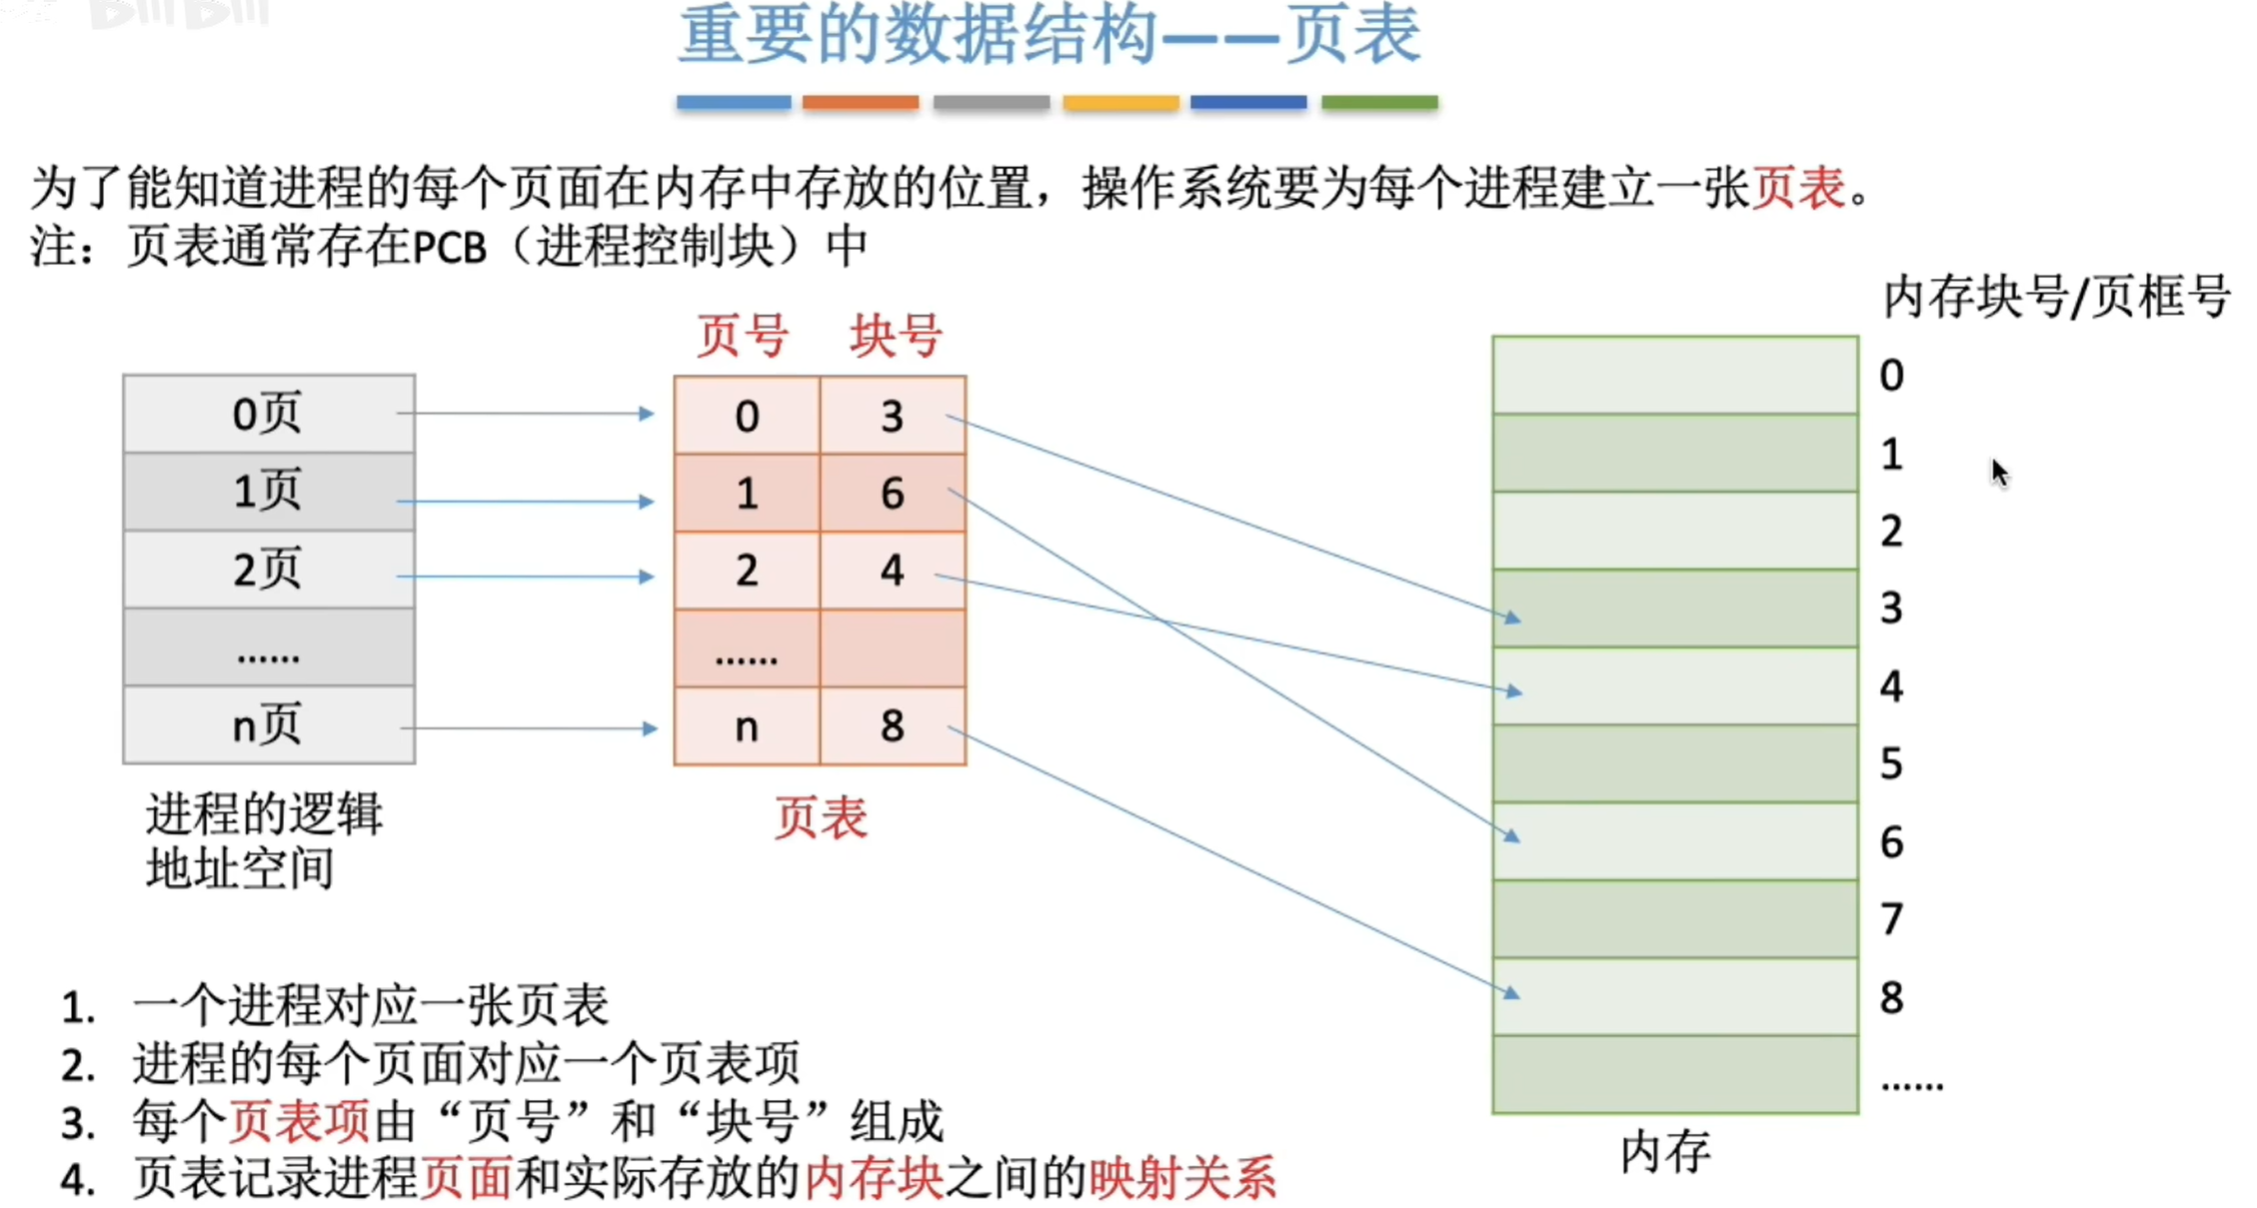 重要的数据结构——页表
为了能知道进程的每个页面在内存中存放的位置，操作系统要为每个进程建立一张页表。
注：页表通常存在PCB（进程控制块）中
内存块号/页框号
页号 块号
0页 0 3 0
1页 1 6 1
2页 2 4 2
...... ...... 3
n页 n 8 4
5
6
7
8
......
进程的逻辑
地址空间
页表
内存
1. 一个进程对应一张页表
2. 进程的每个页面对应一个页表项
3. 每个页表项由“页号”和“块号”组成
4. 页表记录进程页面和实际存放的内存块之间的映射关系